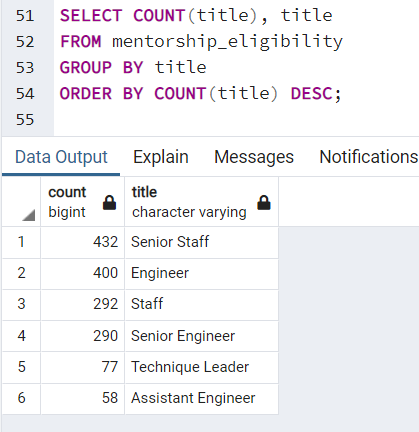 51 SELECT COUNT(title), title
52 FROM mentorship_eligibility
53 GROUP BY title
54 ORDER BY COUNT(title) DESC;
55
Data Output Explain Messages Notifications
count title
bigint character varying
1 432 Senior Staff
2 400 Engineer
3 292 Staff
4 290 Senior Engineer
5 77 Technique Leader
6 58 Assistant Engineer